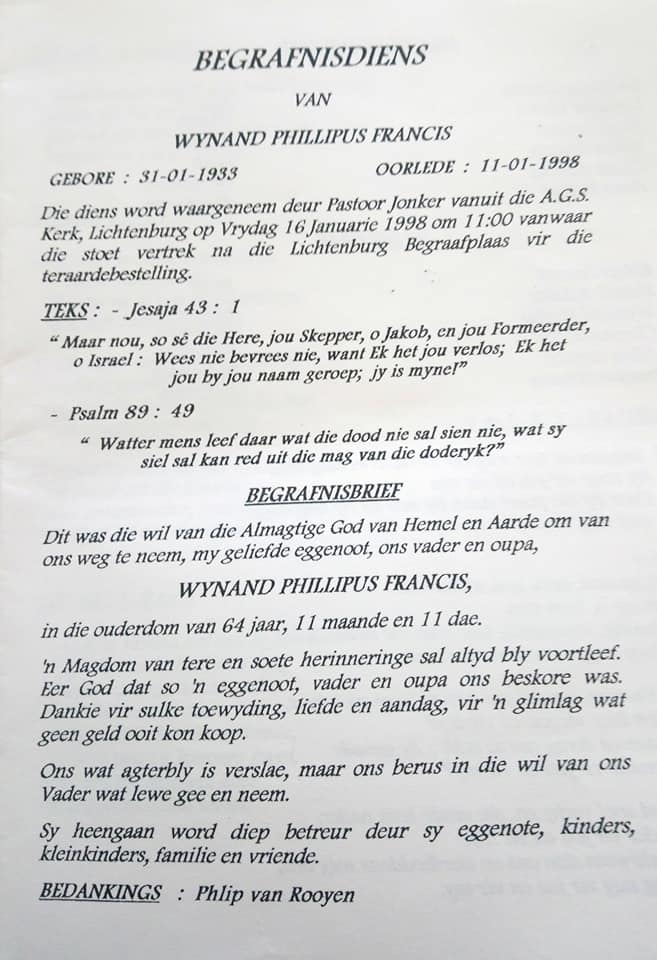 BEGRAFNISDIENS
VAN
WYNAND PHILLIPUS FRANCIS
GEBORE : 31-01-1933 OORLEDE : 11-01-1998
Die diens word waargeneem deur Pastoor Jonker vanuit die A.G.S.
Kerk, Lichtenburg op Vrydag 16 Januarie 1998 om 11:00 vanwaar
die stoet vertrek na die Lichtenburg Begraafplaas vir die
teraardebestelling.
TEKS : - Jesaja 43 : 1
“ Maar nou, so sê die Here, jou Skepper, o Jakob, en jou Formeerder,
o Israel : Wees nie bevrees nie, want Ek het jou verlos; Ek het
jou by jou naam geroep; jy is myne!”
- Psalm 89 : 49
“ Watter mens leef daar wat die dood nie sal sien nie, wat sy
siel sal kan red uit die mag van die doderyk?”
BEGRAFNISBRIEF
Dit was die wil van die Almagtige God van Hemel en Aarde om van
ons weg te neem, my geliefde eggenoot, ons vader en oupa,
WYNAND PHILLIPUS FRANCIS,
in die ouderdom van 64 jaar, 11 maande en 11 dae.
'n Magdom van tere en soete herinneringe sal altyd bly voortleef.
Eer God dat so 'n eggenoot, vader en oupa ons beskore was.
Dankie vir sulke toewyding, liefde en aandag, vir 'n glimlag wat
geen geld ooit kon koop.
Ons wat agterbly is verslae, maar ons berus in die wil van ons
Vader wat lewe gee en neem.
Sy heengaan word diep betreur deur sy eggenote, kinders,
kleinkinders, familie en vriende.
BEDANKINGS : Phlip van Rooyen